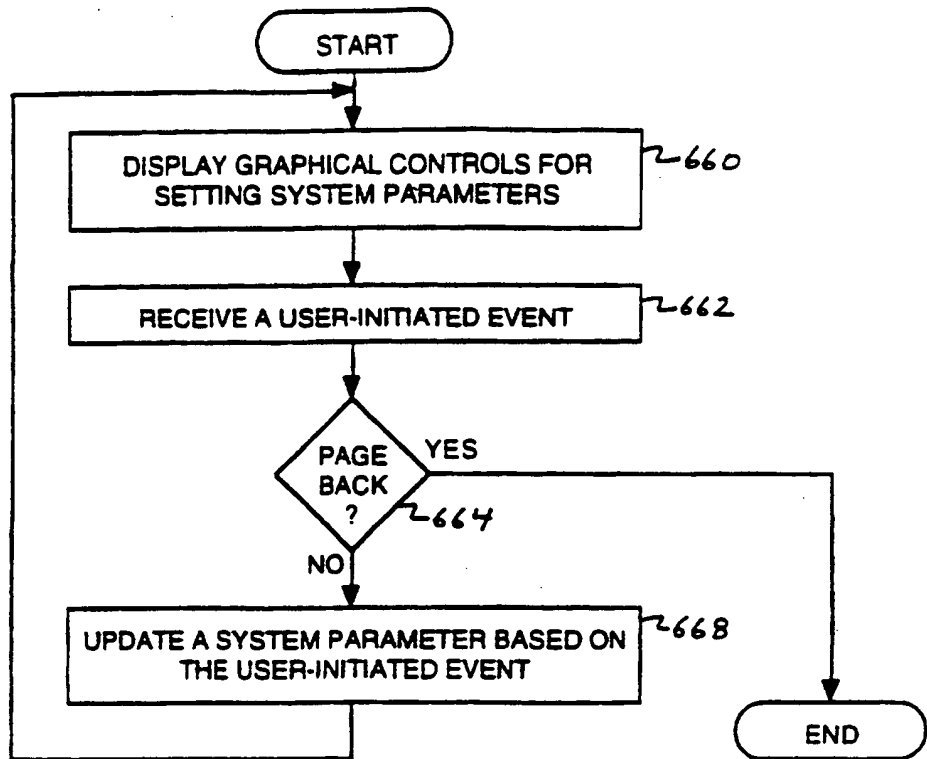 START
DISPLAY GRAPHICAL CONTROLS FOR
SETTING SYSTEM PARAMETERS
660
RECEIVE A USER-INITIATED EVENT
662
PAGE
BACK
?
YES
664
NO
UPDATE A SYSTEM PARAMETER BASED ON
THE USER-INITIATED EVENT
668
END